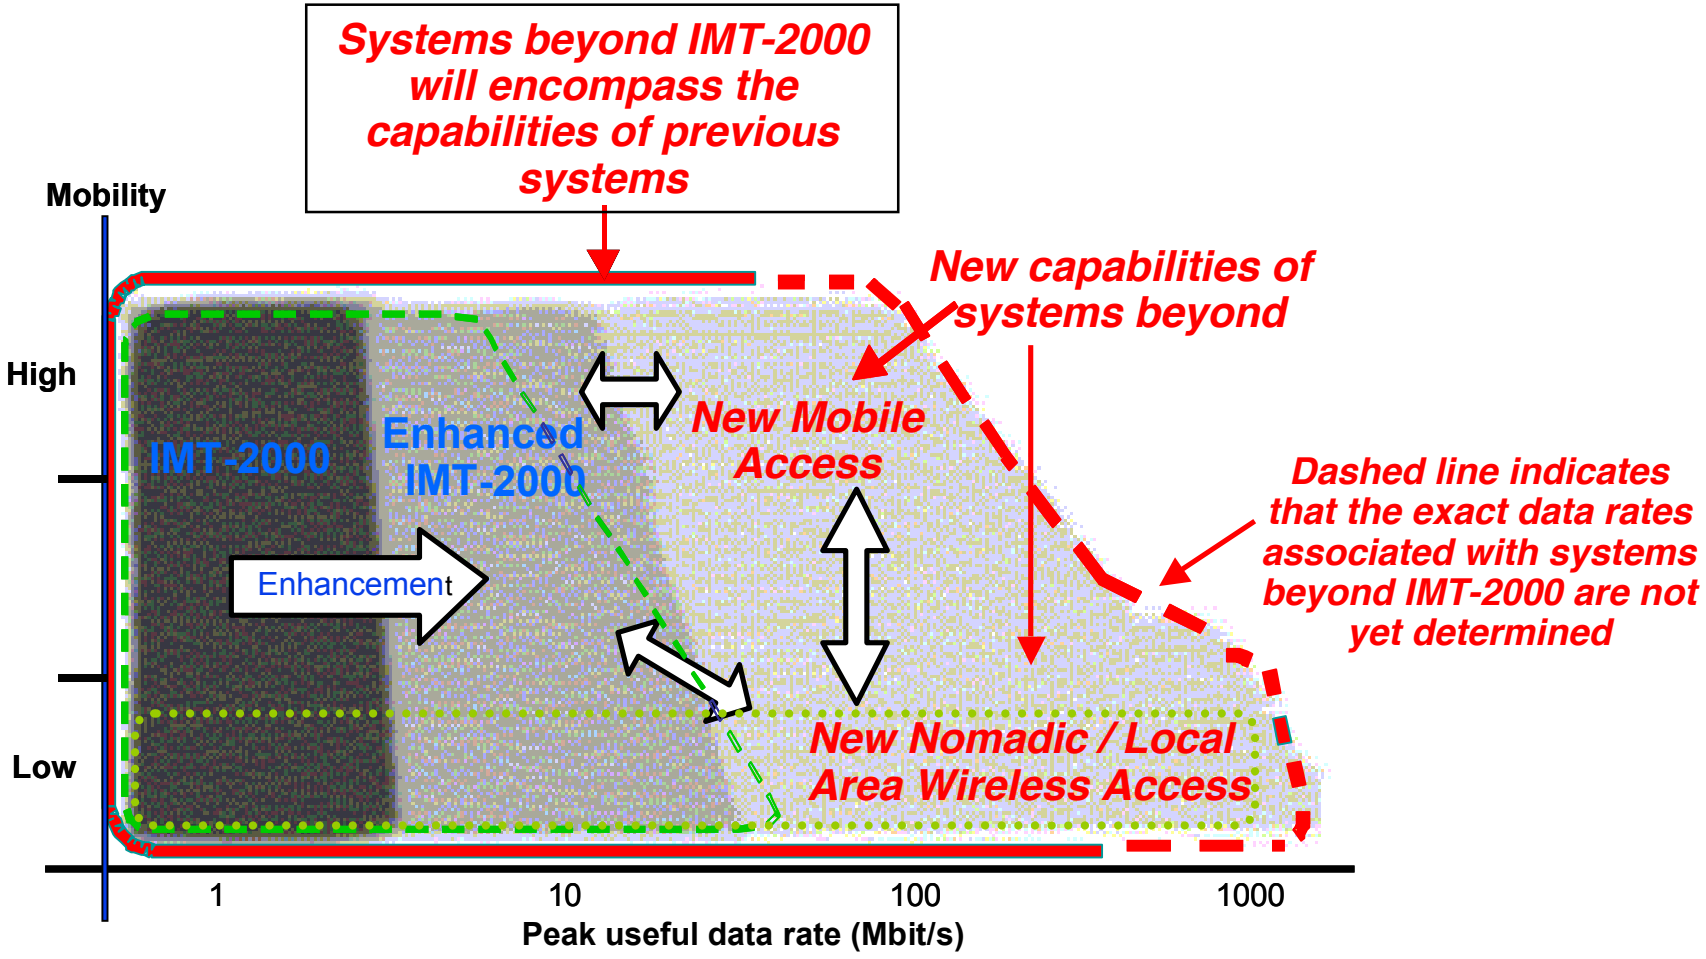 Systems beyond IMT-2000
will encompass the
capabilities of previous
systems
Mobility
New capabilities of
systems beyond
High
New Mobile
Access
Enhanced
IMT-2000
IMT-2000
Dashed line indicates
that the exact data rates
associated with systems
beyond IMT-2000 are not
yet determined
Enhancement
Low
New Nomadic / Local
Area Wireless Access
1 10 100 1000
Peak useful data rate (Mbit/s)